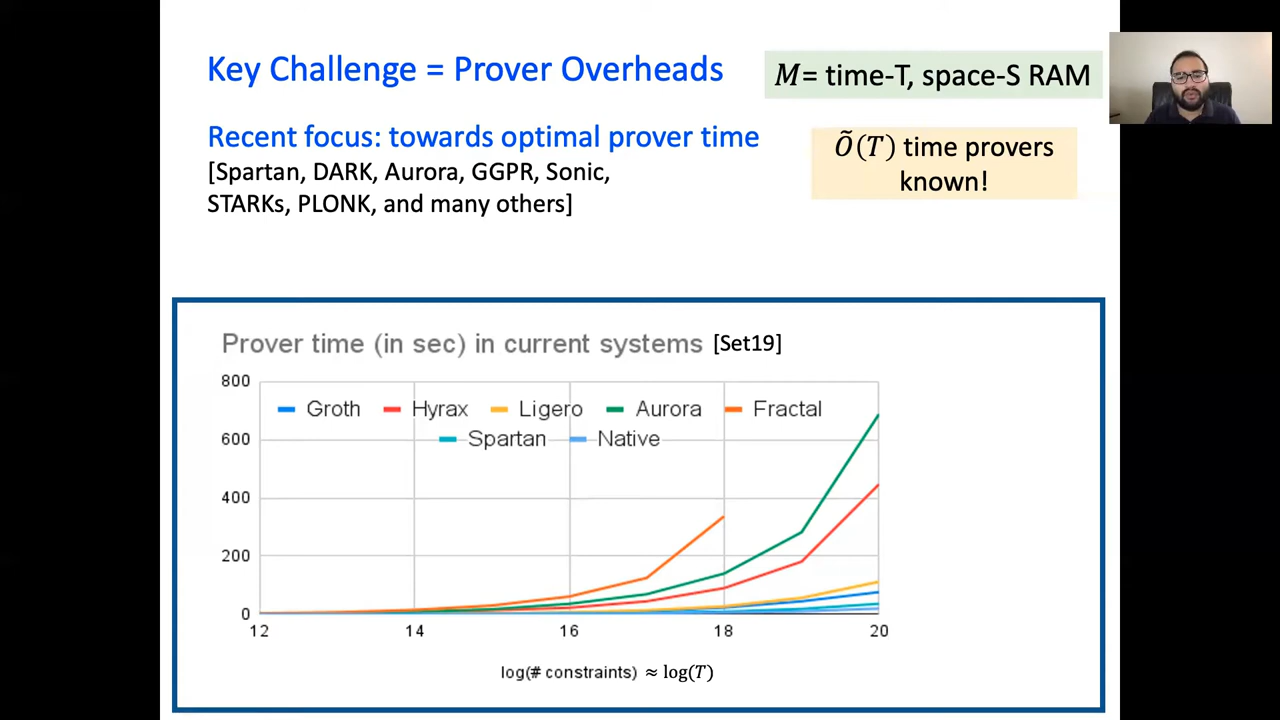 Key Challenge = Prover Overheads
M= time-T, space-S RAM
Recent focus: towards optimal prover time
[Spartan, DARK, Aurora, GGPR, Sonic,
STARKs, PLONK, and many others]
Õ(T) time provers
known!
Prover time (in sec) in current systems [Set19]
800
600
400
200
0
Groth Hyrax Ligero Aurora Fractal
Spartan Native
12 14 16 18 20
log(# constraints) ≈ log(T)